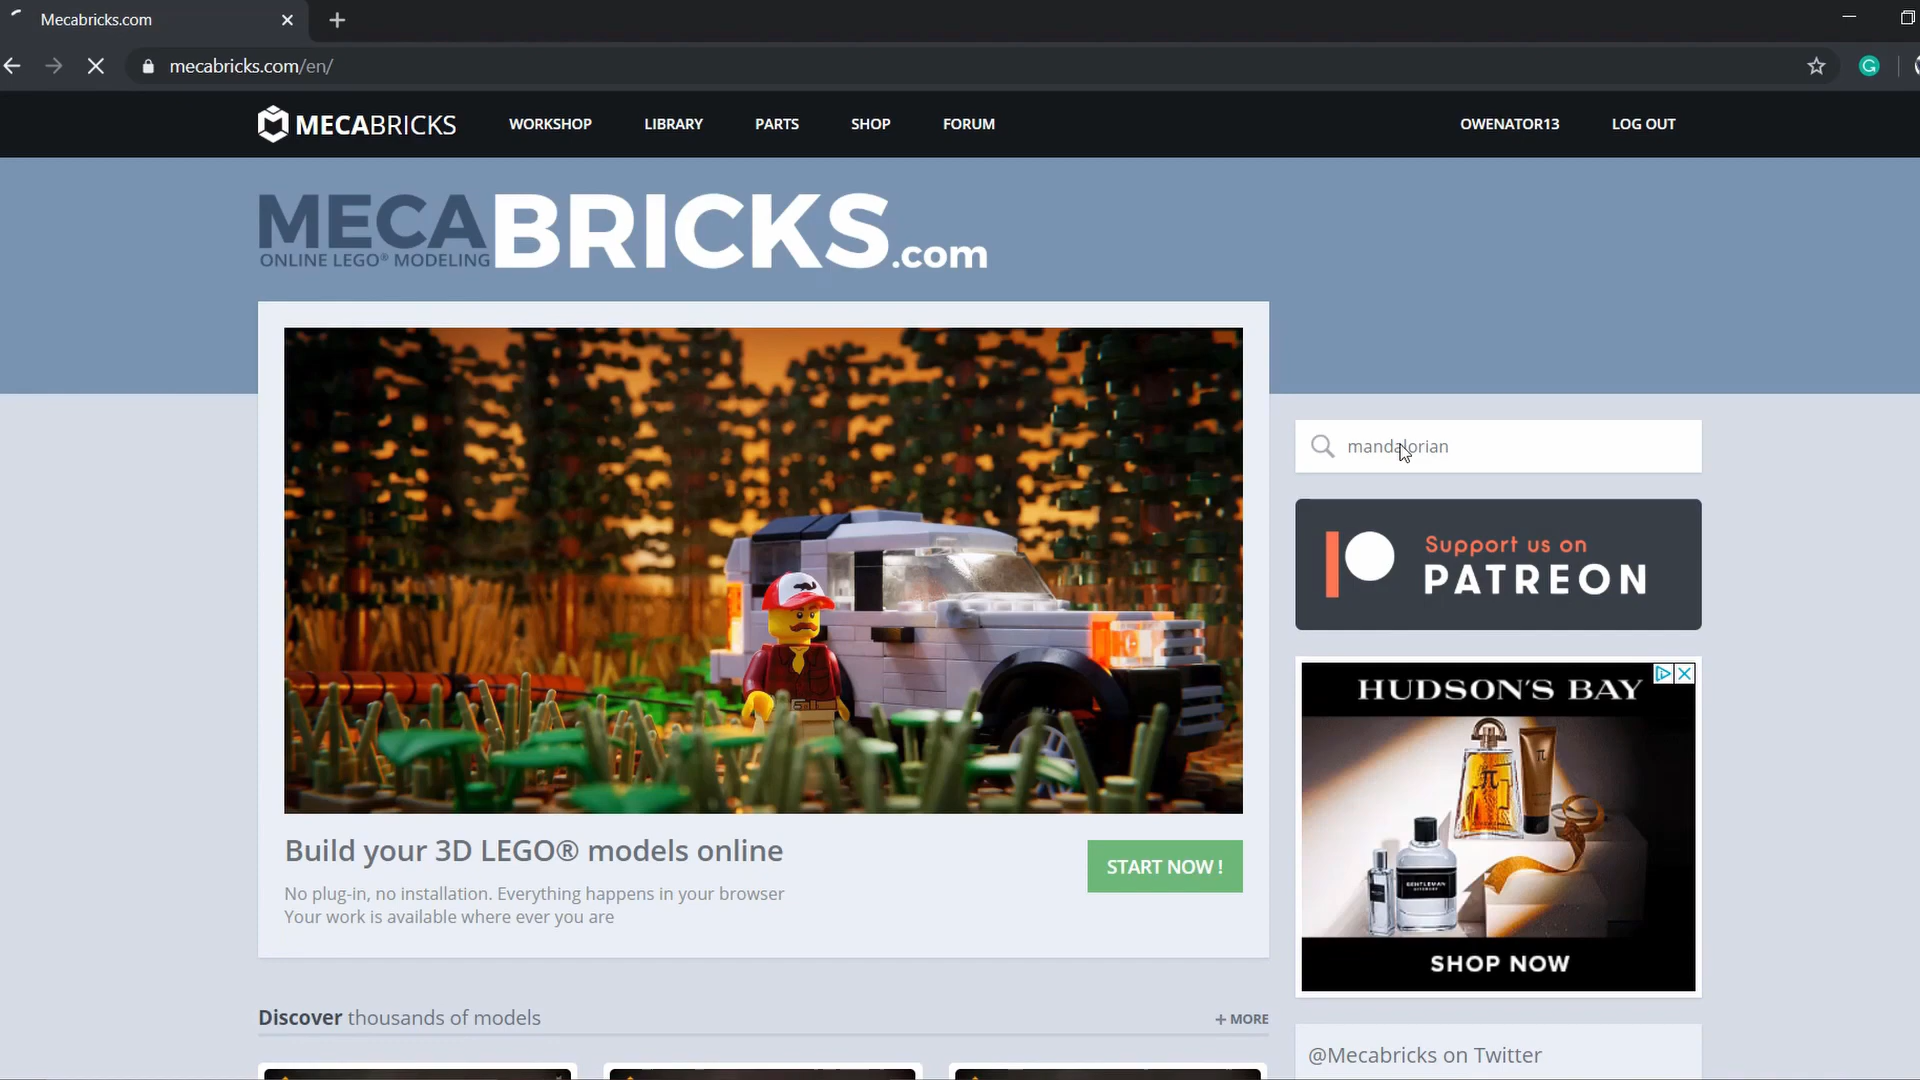 Mecabricks.com
mecabricks.com/en/
MECABRICKS
WORKSHOP
LIBRARY
PARTS
SHOP
FORUM
OWENATOR13
LOG OUT
MECABRICKS.com
ONLINE LEGO® MODELING
mandalorian
Support us on
PATREON
HUDSON'S BAY
π
GENTLEMAN
SHOP NOW
Build your 3D LEGO® models online
No plug-in, no installation. Everything happens in your browser
Your work is available where ever you are
START NOW !
Discover thousands of models
+ MORE
@Mecabricks on Twitter